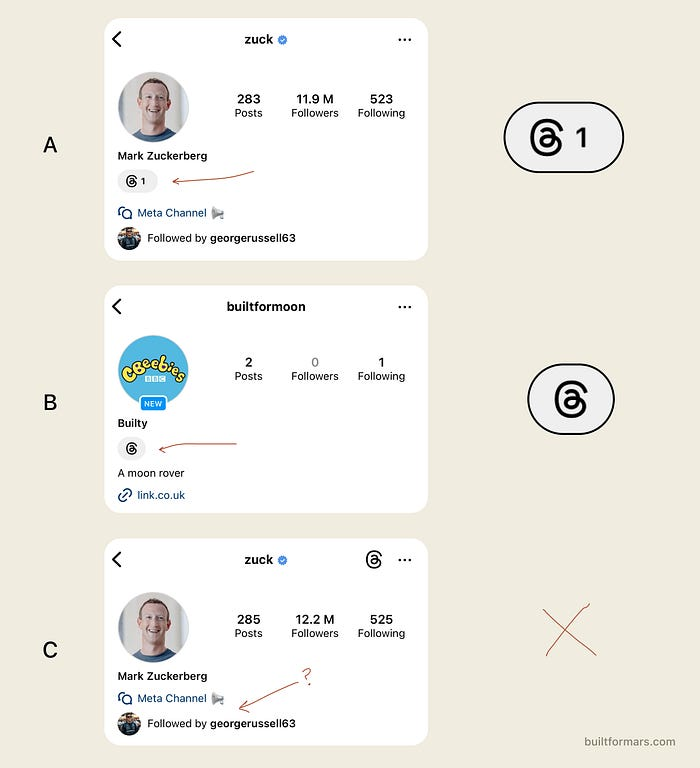 A
zuck
283 11.9 M 523
Posts Followers Following
Mark Zuckerberg
1
Meta Channel
Followed by georgerussell63
1
B
builtformoon
CBeebies
BBC
NEW
2 0 1
Posts Followers Following
Builty
A moon rover
link.co.uk
C
zuck
285 12.2 M 525
Posts Followers Following
Mark Zuckerberg
Meta Channel
?
Followed by georgerussell63
builtformars.com